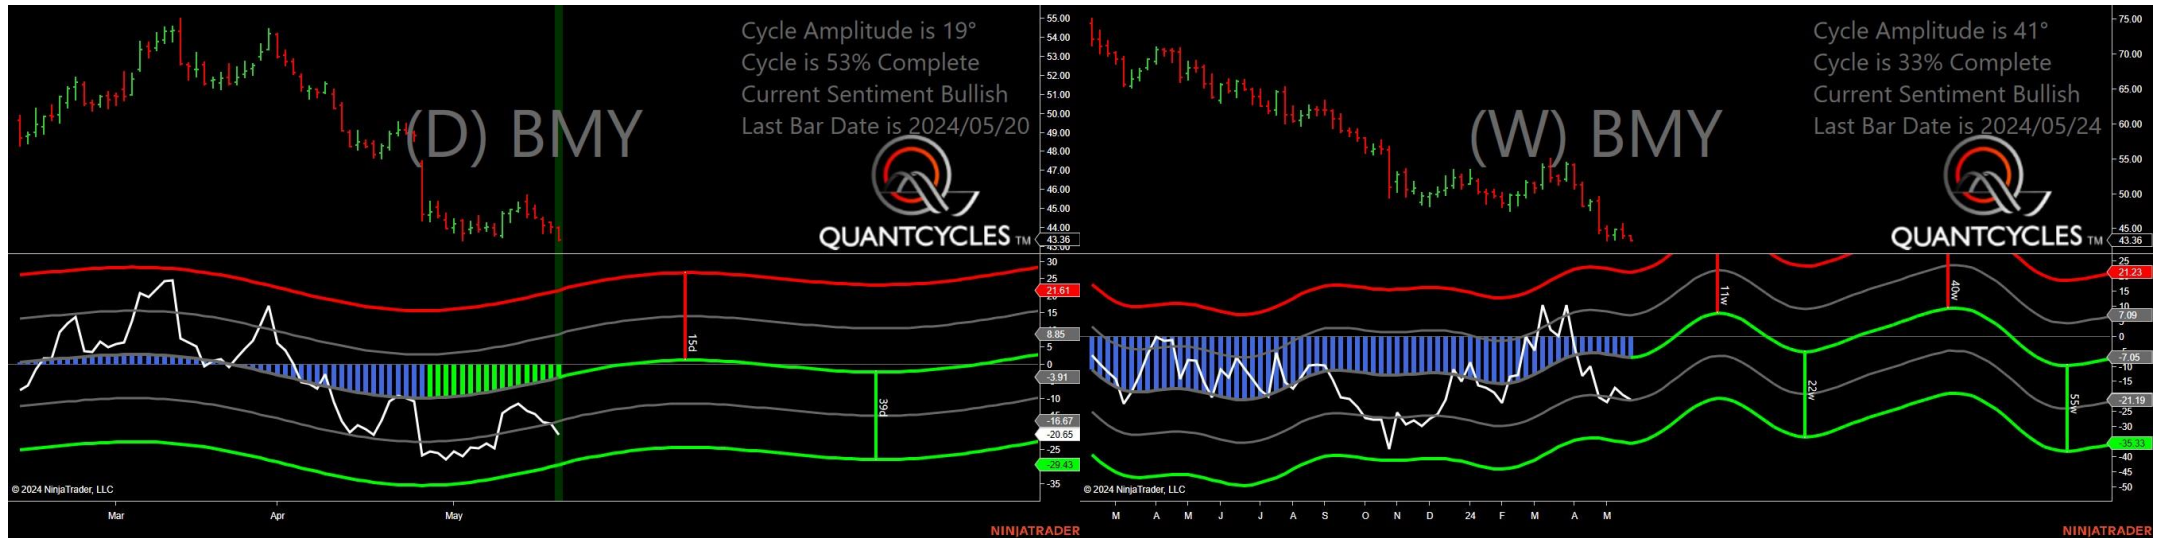 Cycle Amplitude is 19°
Cycle is 53% Complete
Current Sentiment Bullish
Last Bar Date is 2024/05/20
(D) BMY
QUANTCYCLES TM
55.00
54.00
53.00
52.00
51.00
50.00
49.00
48.00
47.00
46.00
45.00
44.00
43.36
30
25
21.61
15
8.85
5
0
-3.91
-10
-16.67
-20.65
-25
-29.43
-35
15d
39d
© 2024 NinjaTrader, LLC
Mar Apr May
NINJATRADER
Cycle Amplitude is 41°
Cycle is 33% Complete
Current Sentiment Bullish
Last Bar Date is 2024/05/24
(W) BMY
QUANTCYCLES TM
75.00
70.00
65.00
60.00
55.00
50.00
45.00
43.36
25
21.23
15
10
7.09
0
-7.05
-10
-15
-21.19
-25
-30
-35.33
-40
-45
-50
11w
22w
40w
55w
© 2024 NinjaTrader, LLC
M A M J J A S O N D 24 F M A M
NINJATRADER